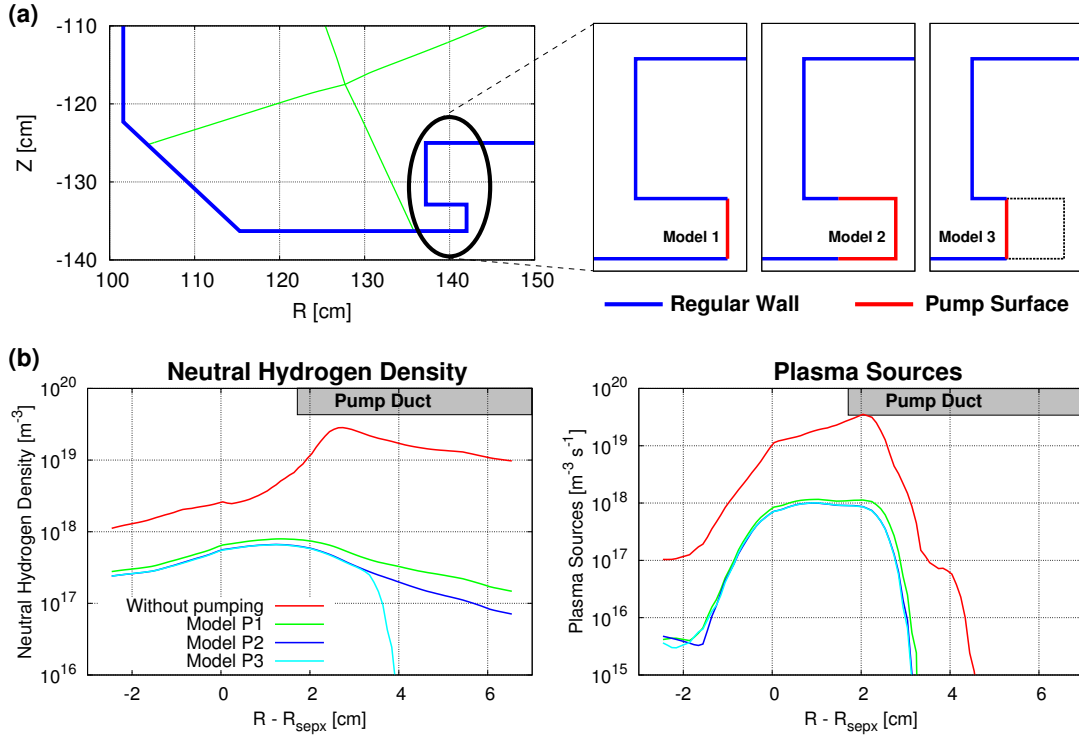 (a)
-110
-120
-130
-140
Z [cm]
100 110 120 130 140 150
R [cm]
Model 1
Model 2
Model 3
Regular Wall
Pump Surface
(b)
Neutral Hydrogen Density
Pump Duct
10^20
10^19
10^18
10^17
10^16
Neutral Hydrogen Density [m^-3]
Without pumping
Model P1
Model P2
Model P3
-2 0 2 4 6
R - R_sepx [cm]
Plasma Sources
Pump Duct
10^20
10^19
10^18
10^17
10^16
10^15
Plasma Sources [m^-3 s^-1]
-2 0 2 4 6
R - R_sepx [cm]